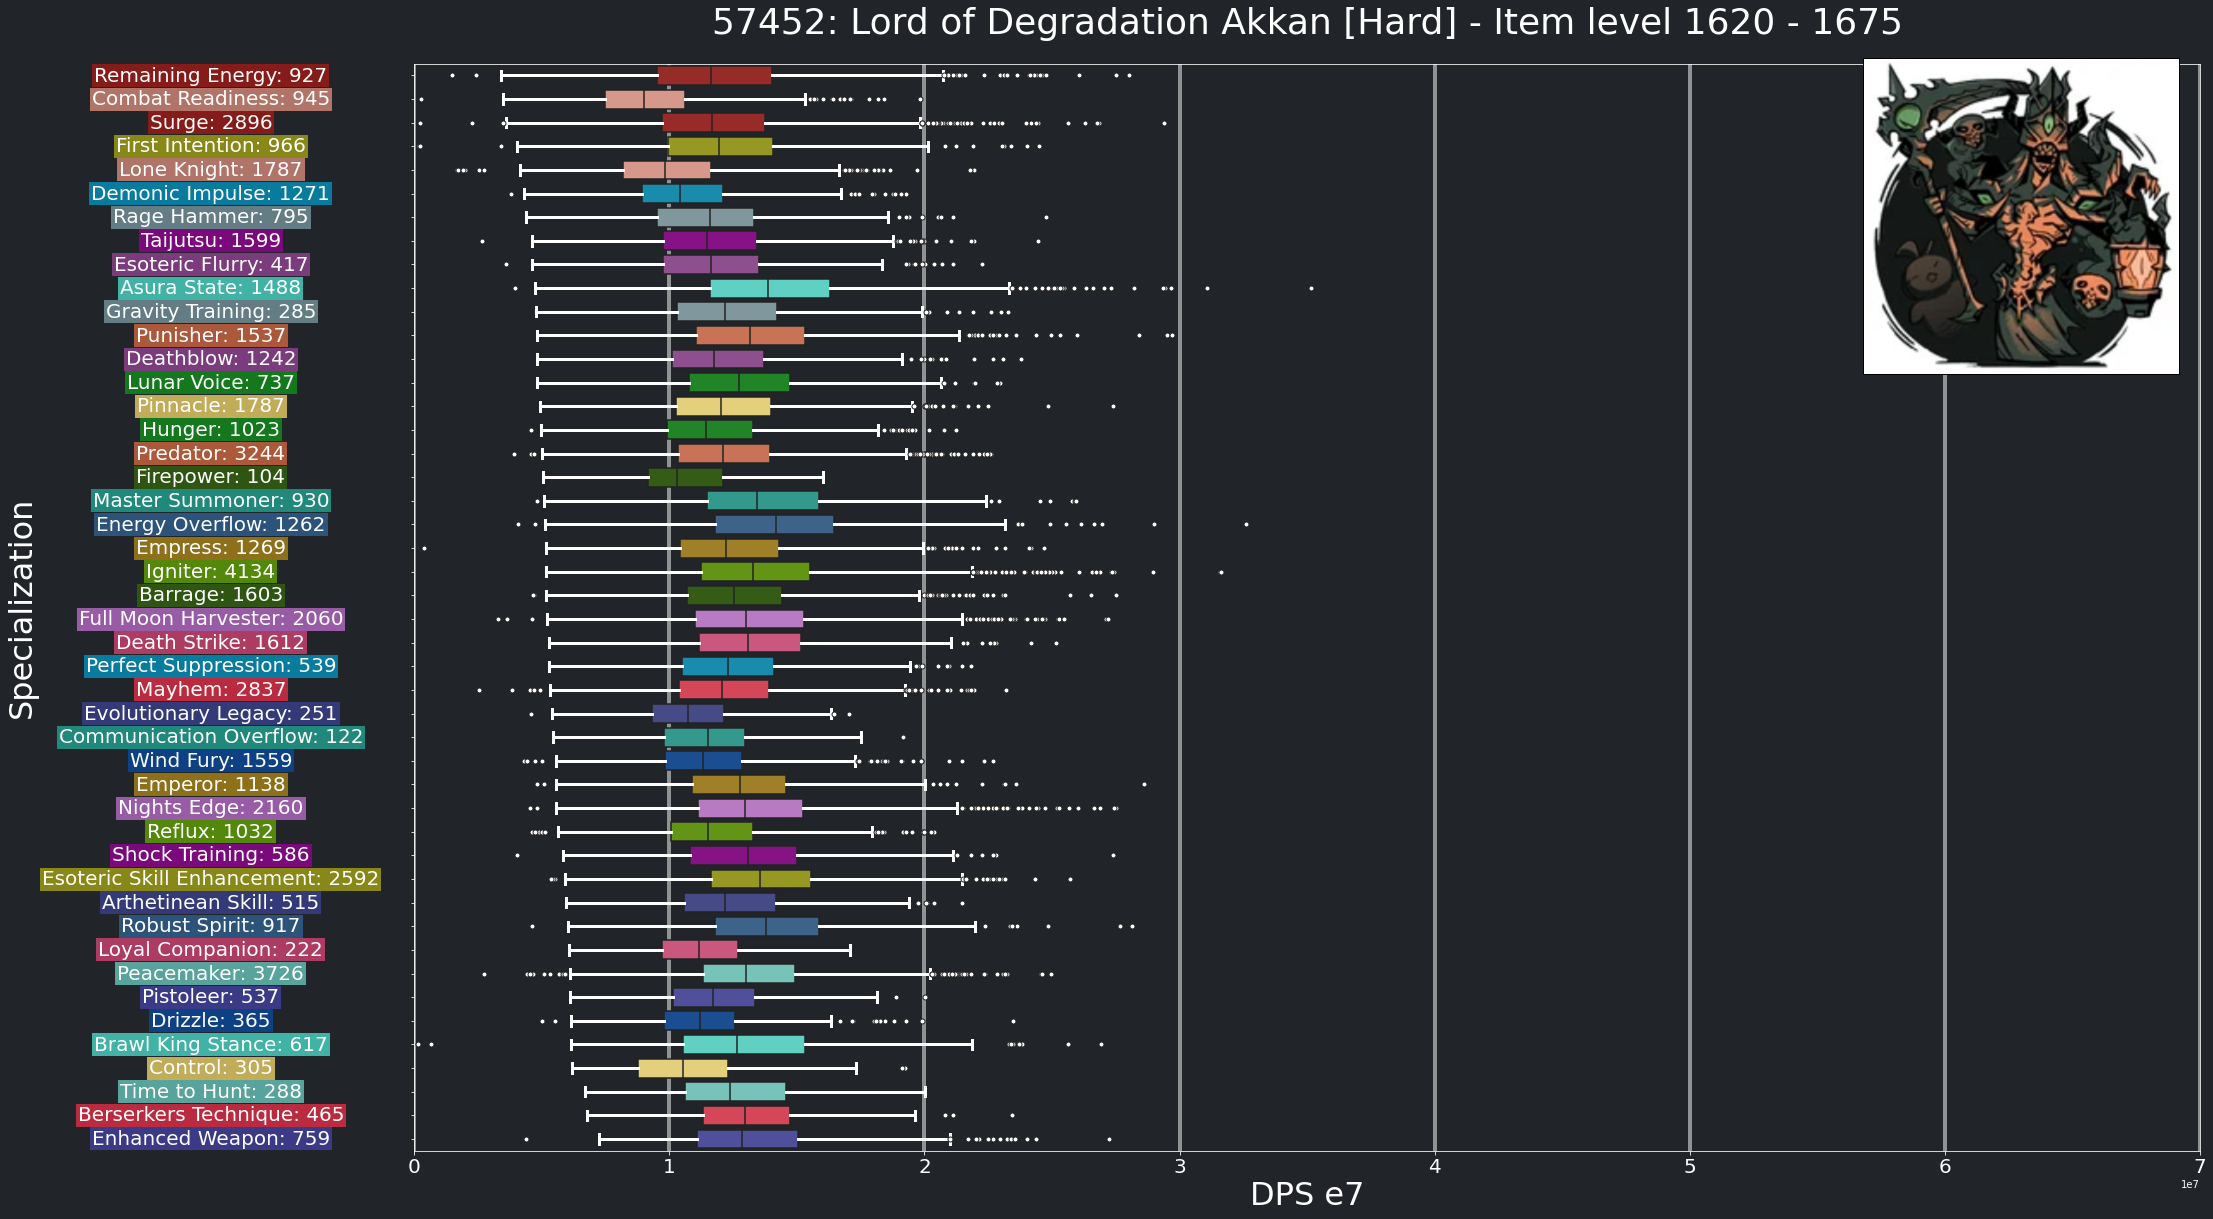 57452: Lord of Degradation Akkan [Hard] - Item level 1620 - 1675
Specialization
Remaining Energy: 927
Combat Readiness: 945
Surge: 2896
First Intention: 966
Lone Knight: 1787
Demonic Impulse: 1271
Rage Hammer: 795
Taijutsu: 1599
Esoteric Flurry: 417
Asura State: 1488
Gravity Training: 285
Punisher: 1537
Deathblow: 1242
Lunar Voice: 737
Pinnacle: 1787
Hunger: 1023
Predator: 3244
Firepower: 104
Master Summoner: 930
Energy Overflow: 1262
Empress: 1269
Igniter: 4134
Barrage: 1603
Full Moon Harvester: 2060
Death Strike: 1612
Perfect Suppression: 539
Mayhem: 2837
Evolutionary Legacy: 251
Communication Overflow: 122
Wind Fury: 1559
Emperor: 1138
Nights Edge: 2160
Reflux: 1032
Shock Training: 586
Esoteric Skill Enhancement: 2592
Arthetinean Skill: 515
Robust Spirit: 917
Loyal Companion: 222
Peacemaker: 3726
Pistoleer: 537
Drizzle: 365
Brawl King Stance: 617
Control: 305
Time to Hunt: 288
Berserkers Technique: 465
Enhanced Weapon: 759
0 1 2 3 4 5 6 7
1e7
DPS e7